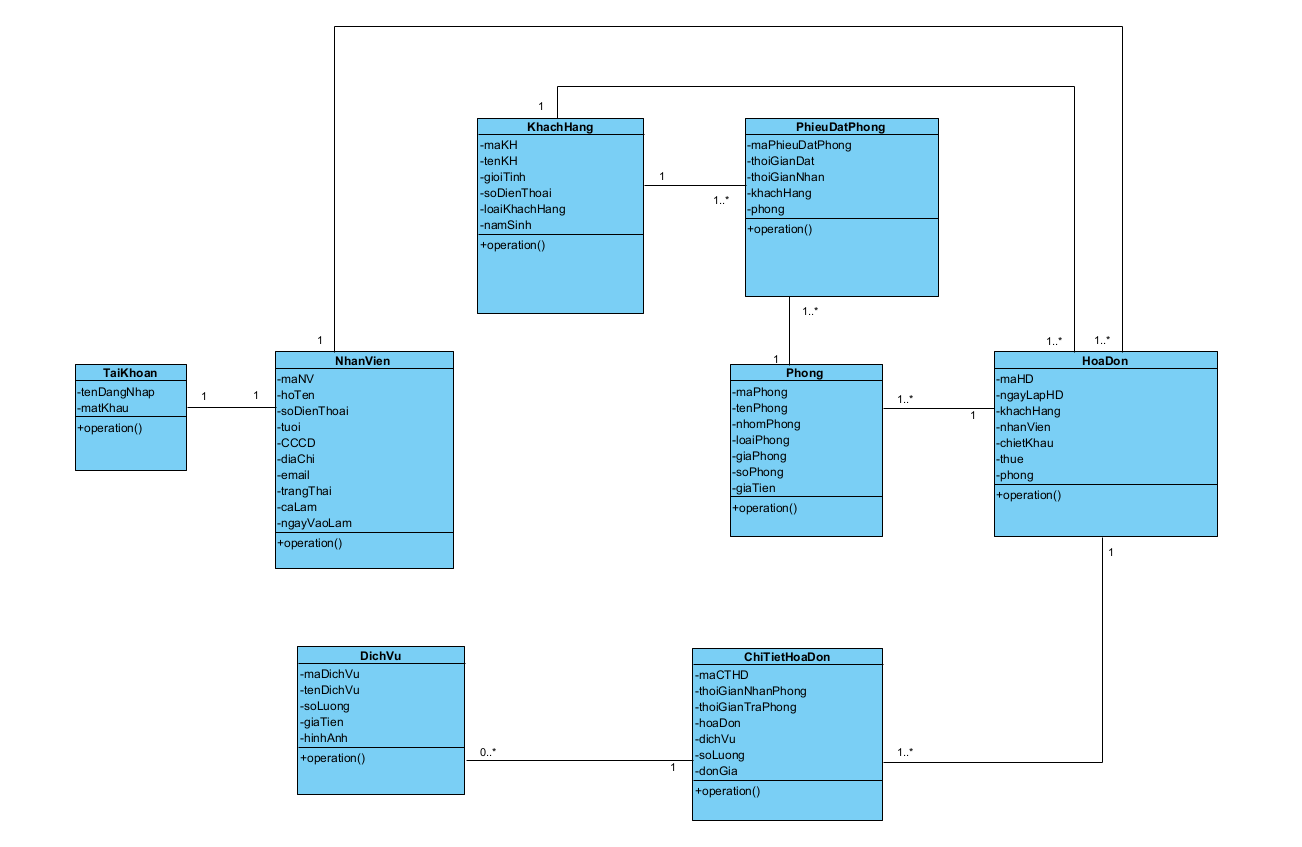 1
KhachHang
-maKH
-tenKH
-gioiTinh
-soDienThoai
-loaiKhachHang
-namSinh
+operation()
1
1..*
PhieuDatPhong
-maPhieuDatPhong
-thoiGianDat
-thoiGianNhan
-khachHang
-phong
+operation()
1..*
1
1
1..*
1..*
TaiKhoan
-tenDangNhap
-matKhau
+operation()
1
1
NhanVien
-maNV
-hoTen
-soDienThoai
-tuoi
-CCCD
-diaChi
-email
-trangThai
-caLam
-ngayVaoLam
+operation()
Phong
-maPhong
-tenPhong
-nhomPhong
-loaiPhong
-giaPhong
-soPhong
-giaTien
+operation()
1..*
1
HoaDon
-maHD
-ngayLapHD
-khachHang
-nhanVien
-chietKhau
-thue
-phong
+operation()
1
DichVu
-maDichVu
-tenDichVu
-soLuong
-giaTien
-hinhAnh
+operation()
0..*
1
ChiTietHoaDon
-maCTHD
-thoiGianNhanPhong
-thoiGianTraPhong
-hoaDon
-dichVu
-soLuong
-donGia
+operation()
1..*